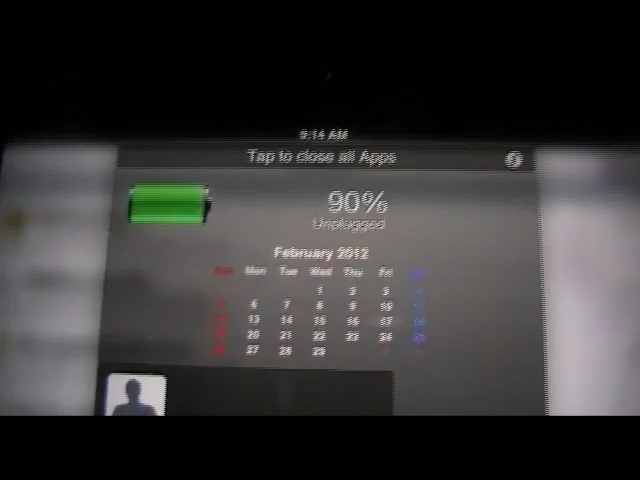 9:14 AM
Tap to close all Apps
90%
Unplugged
February 2012
Sun Mon Tue Wed Thu Fri
1 2 3
6 7 8 9 10
13 14 15 16 17
20 21 22 23 24 25
27 28 29